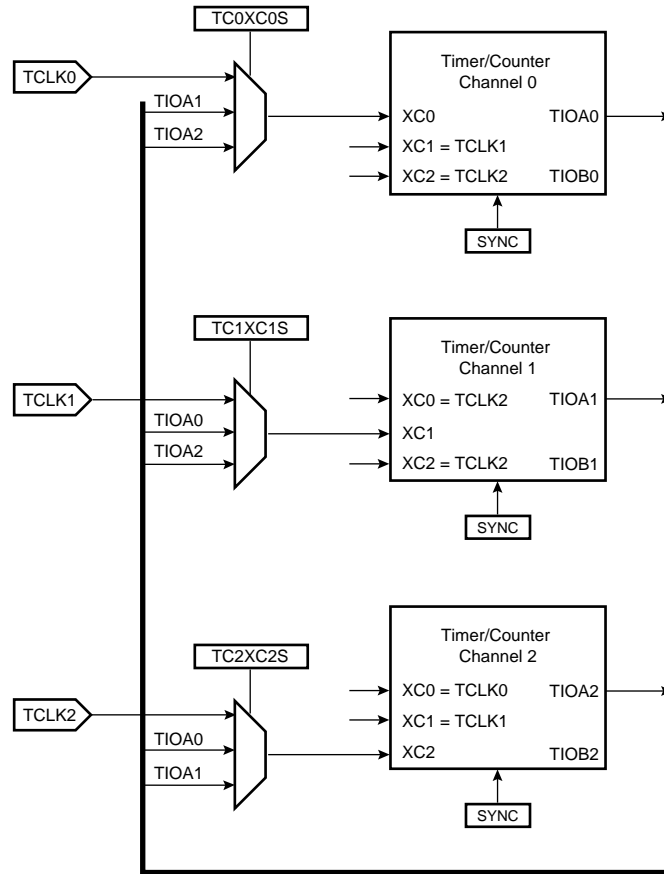 TC0XC0S
TCLK0
TIOA1
TIOA2
Timer/Counter
Channel 0
XC0
TIOA0
XC1 = TCLK1
XC2 = TCLK2
TIOB0
SYNC
TC1XC1S
TCLK1
TIOA0
TIOA2
Timer/Counter
Channel 1
XC0 = TCLK2
TIOA1
XC1
XC2 = TCLK2
TIOB1
SYNC
TC2XC2S
TCLK2
TIOA0
TIOA1
Timer/Counter
Channel 2
XC0 = TCLK0
TIOA2
XC1 = TCLK1
XC2
TIOB2
SYNC